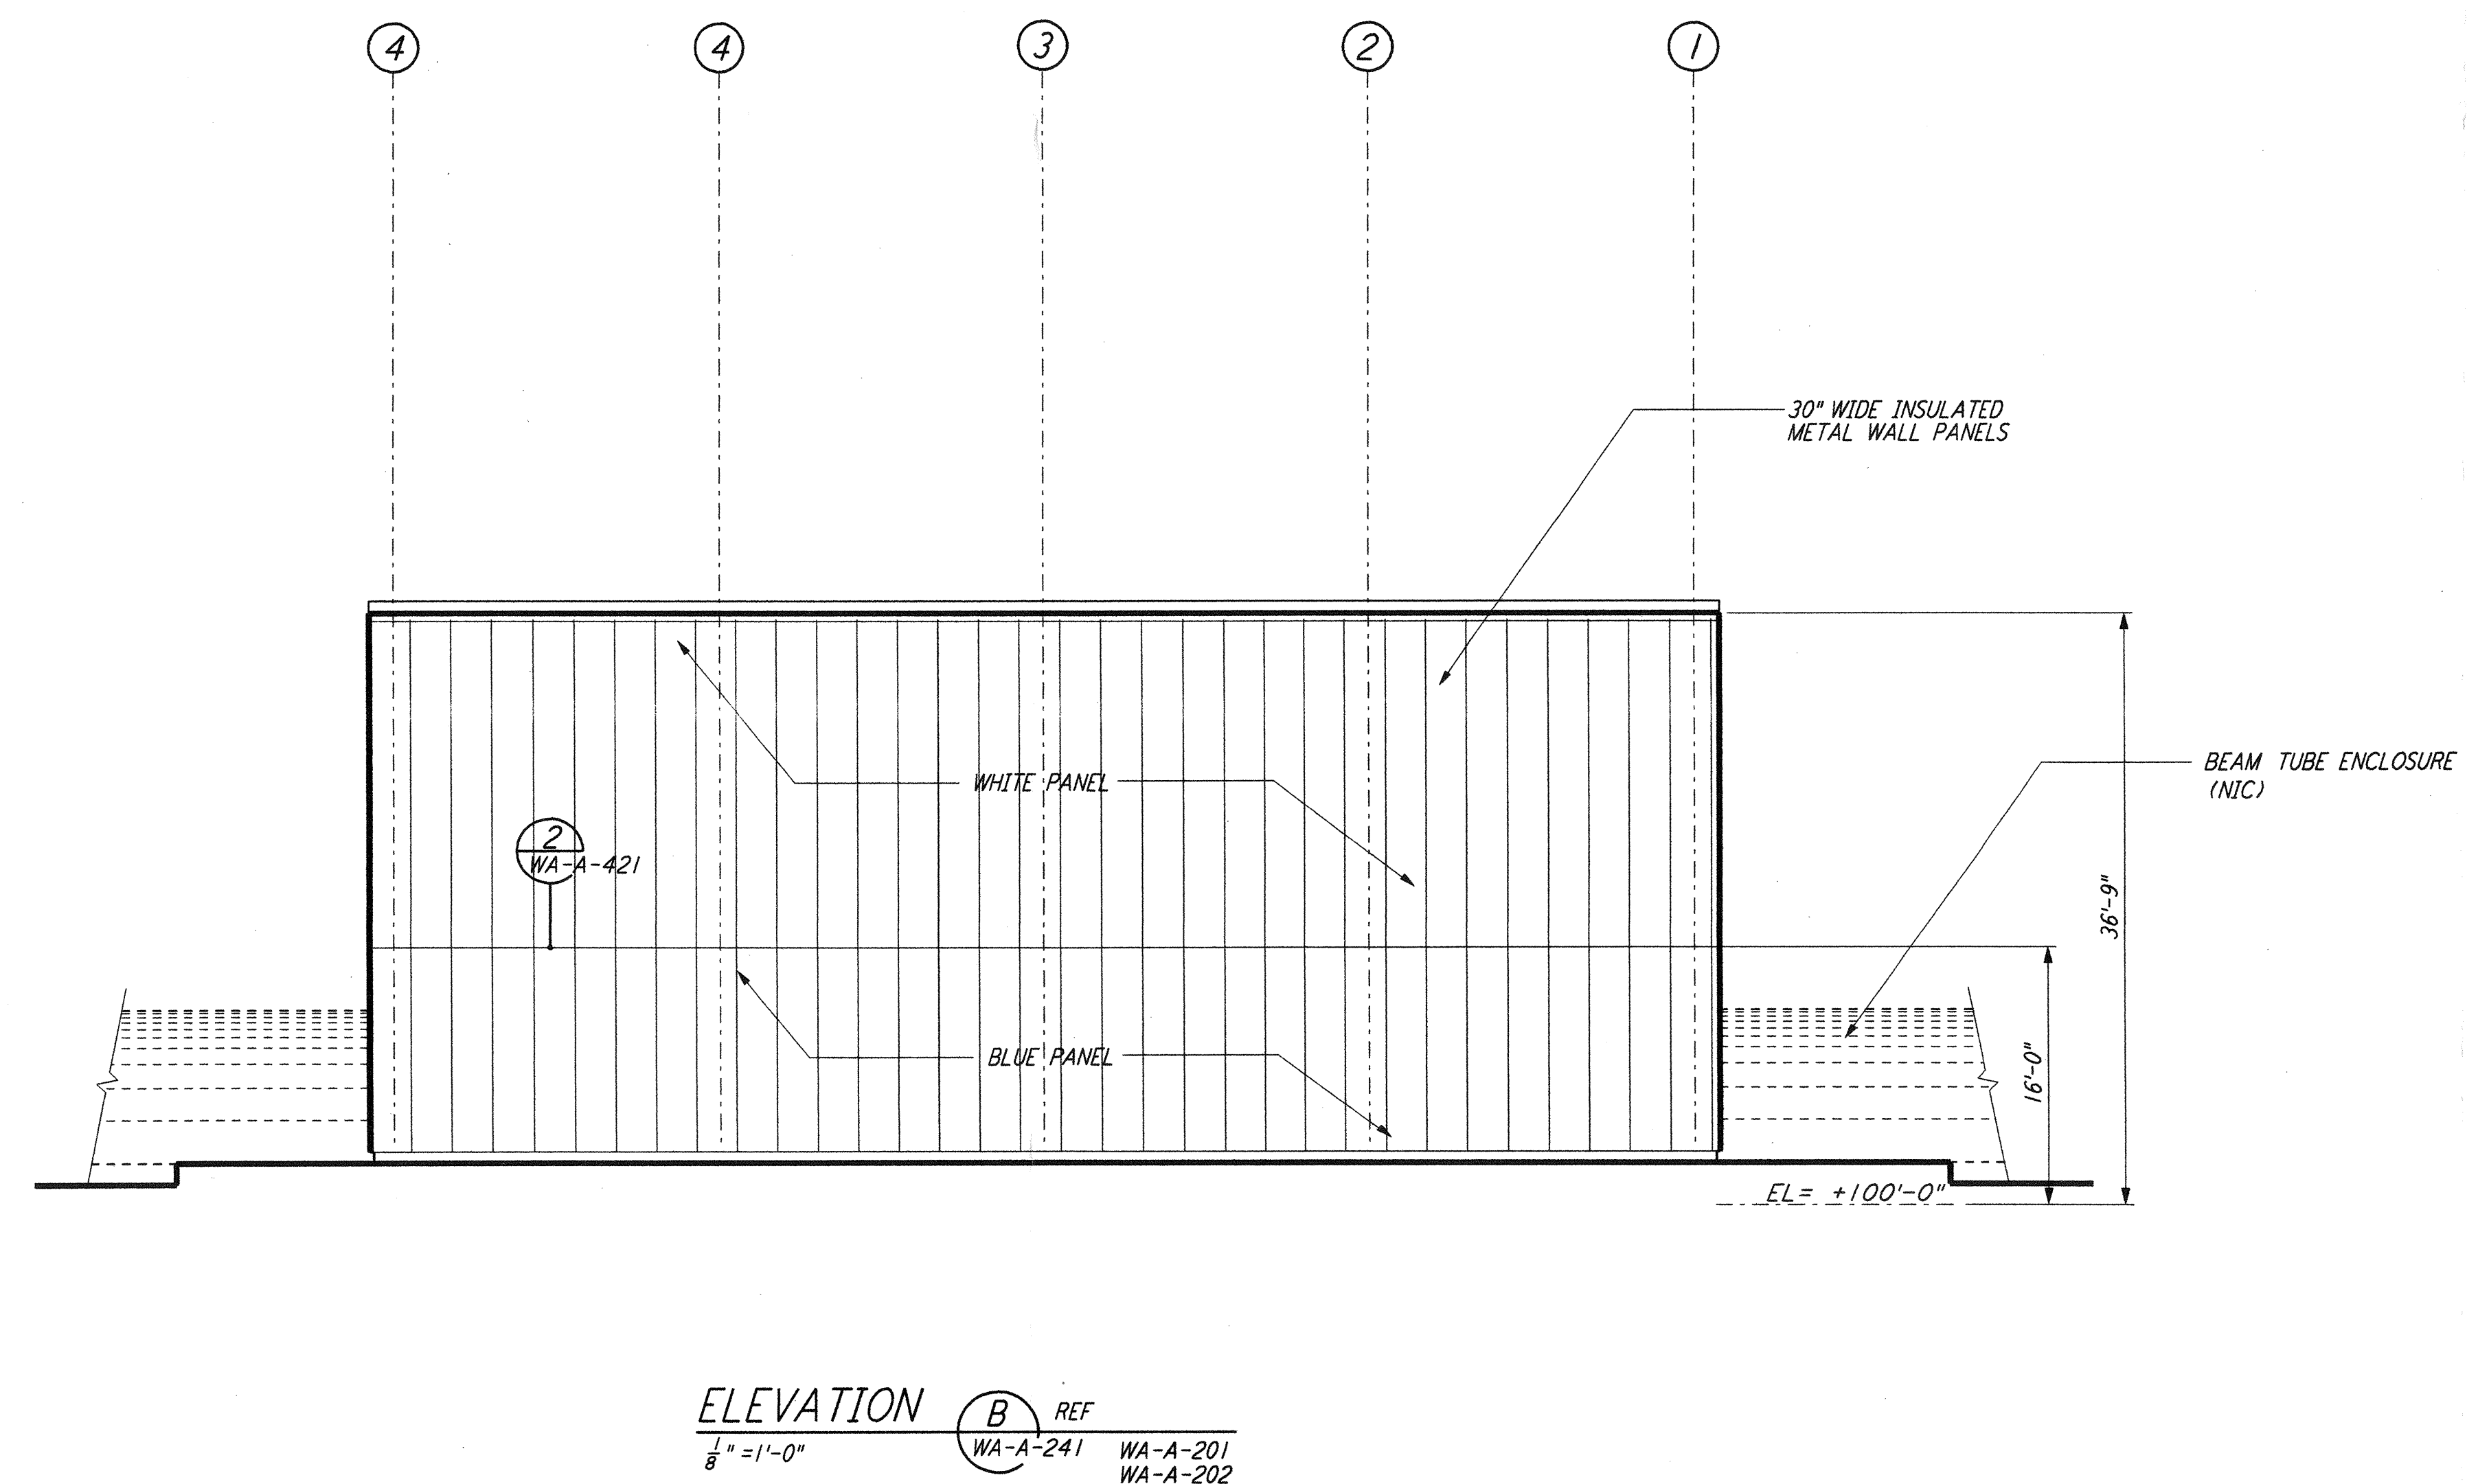 4 4 3 2 1
30" WIDE INSULATED
METAL WALL PANELS
WHITE PANEL
BEAM TUBE ENCLOSURE
(NIC)
2
WA-A-421
36'-9"
BLUE PANEL
16'-0"
EL= +100'-0"
ELEVATION B REF
1/8" =1'-0" WA-A-241 WA-A-201
WA-A-202